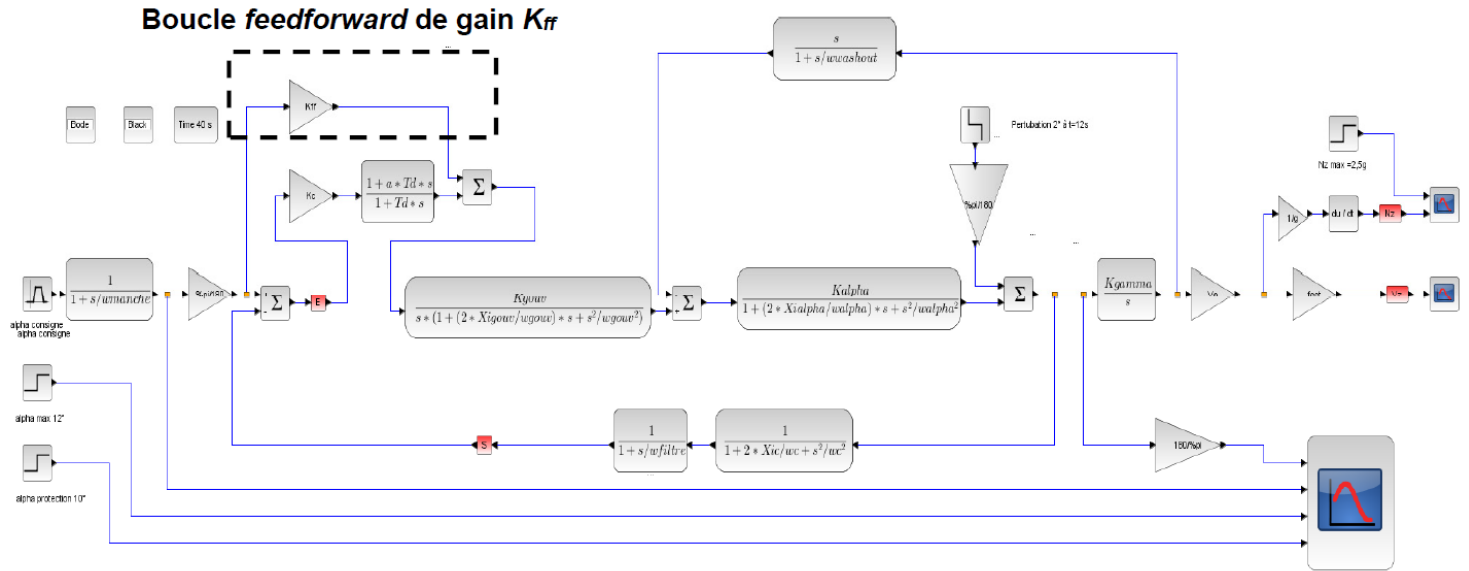 Boucle feedforward de gain Kff
...
s
1 + s/wwashout
Kff
Bode
Black
Time 40 s
Pertubation 2° à t=12s
...
Nz max =2,5g
Kc
1 + a * Td * s
1 + Td * s
Σ
%pi/180
1/g
du / dt
Nz
...
...
1
1 + s/wmanche
%pi/180
Σ
E
Kgouv
s * (1 + (2 * Xigouv/wgouv) * s + s²/wgouv²)
Σ
Kalpha
1 + (2 * Xialpha/walpha) * s + s²/walpha²
Σ
Kgamma
s
alpha consigne
alpha consigne
alpha max 12°
S
1
1 + s/wfiltre
1
1 + 2 * Xic/wc + s²/wc²
180/%pi
...
alpha protection 10°